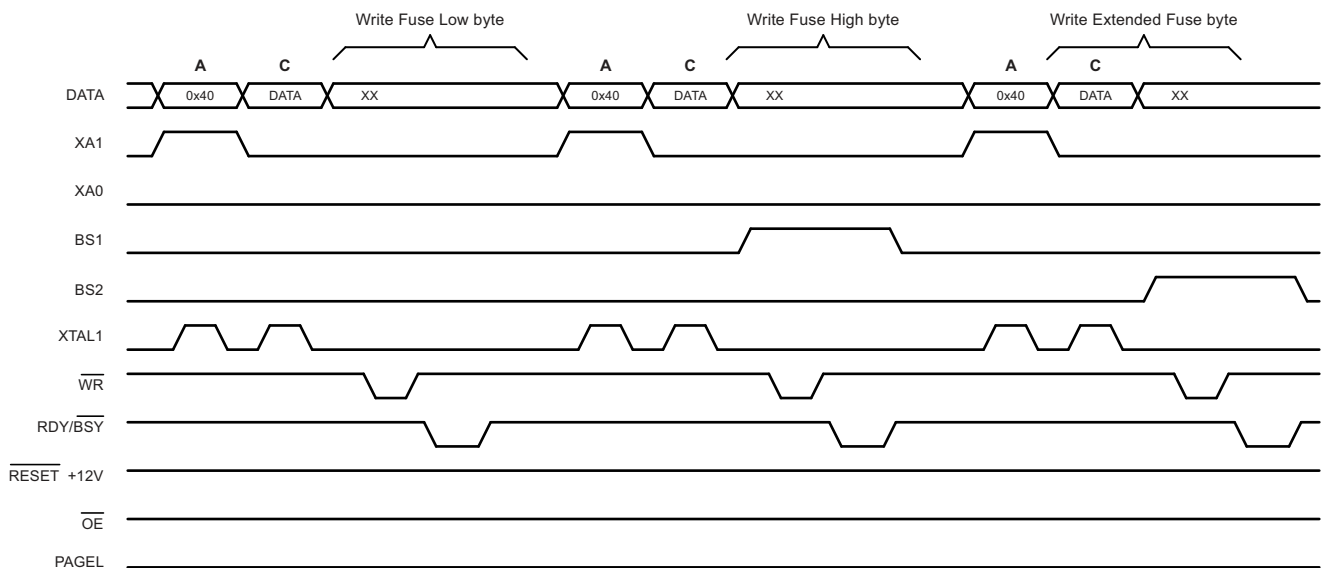 Write Fuse Low byte Write Fuse High byte Write Extended Fuse byte
A C A C A C
DATA 0x40 DATA XX 0x40 DATA XX 0x40 DATA XX
XA1
XA0
BS1
BS2
XTAL1
WR
RDY/BSY
RESET +12V
OE
PAGEL